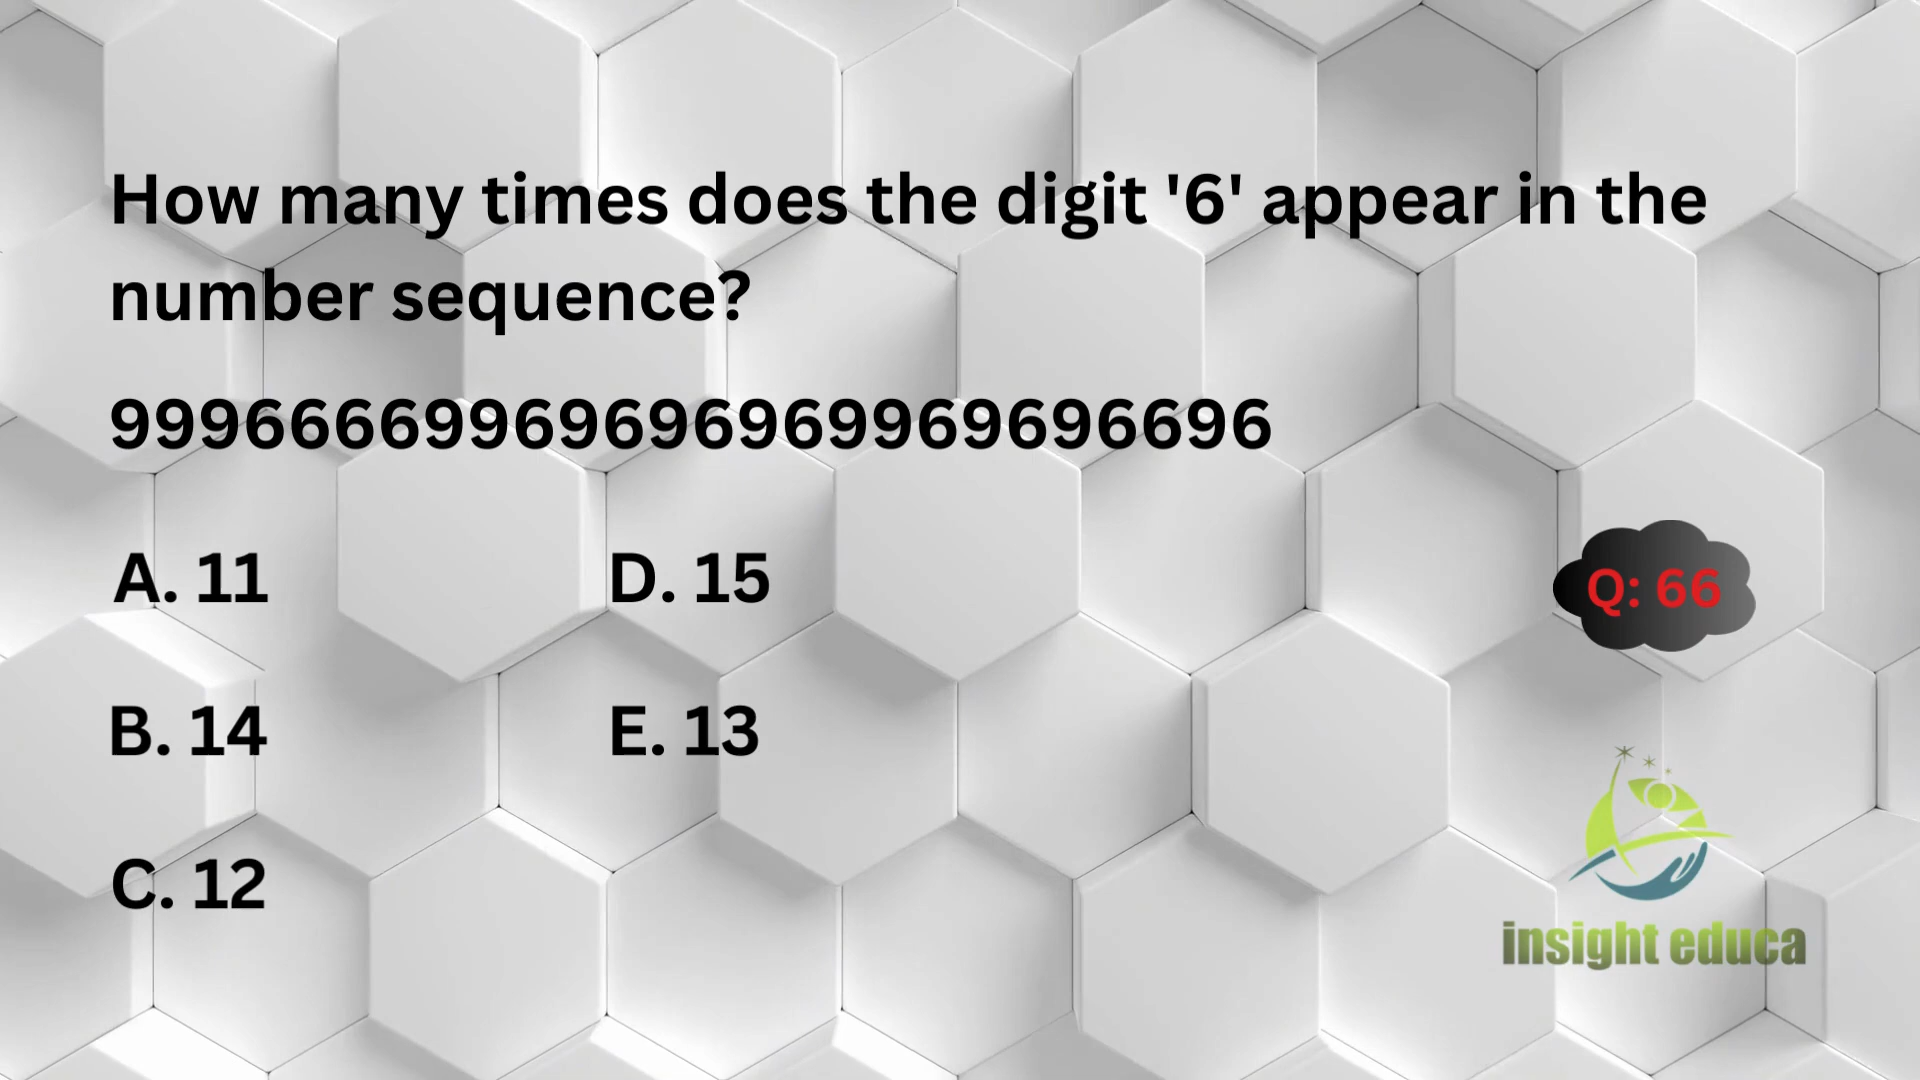 How many times does the digit '6' appear in the
number sequence?
99966669969696969969696696
A. 11
D. 15
Q: 66
B. 14
E. 13
C. 12
insight educa